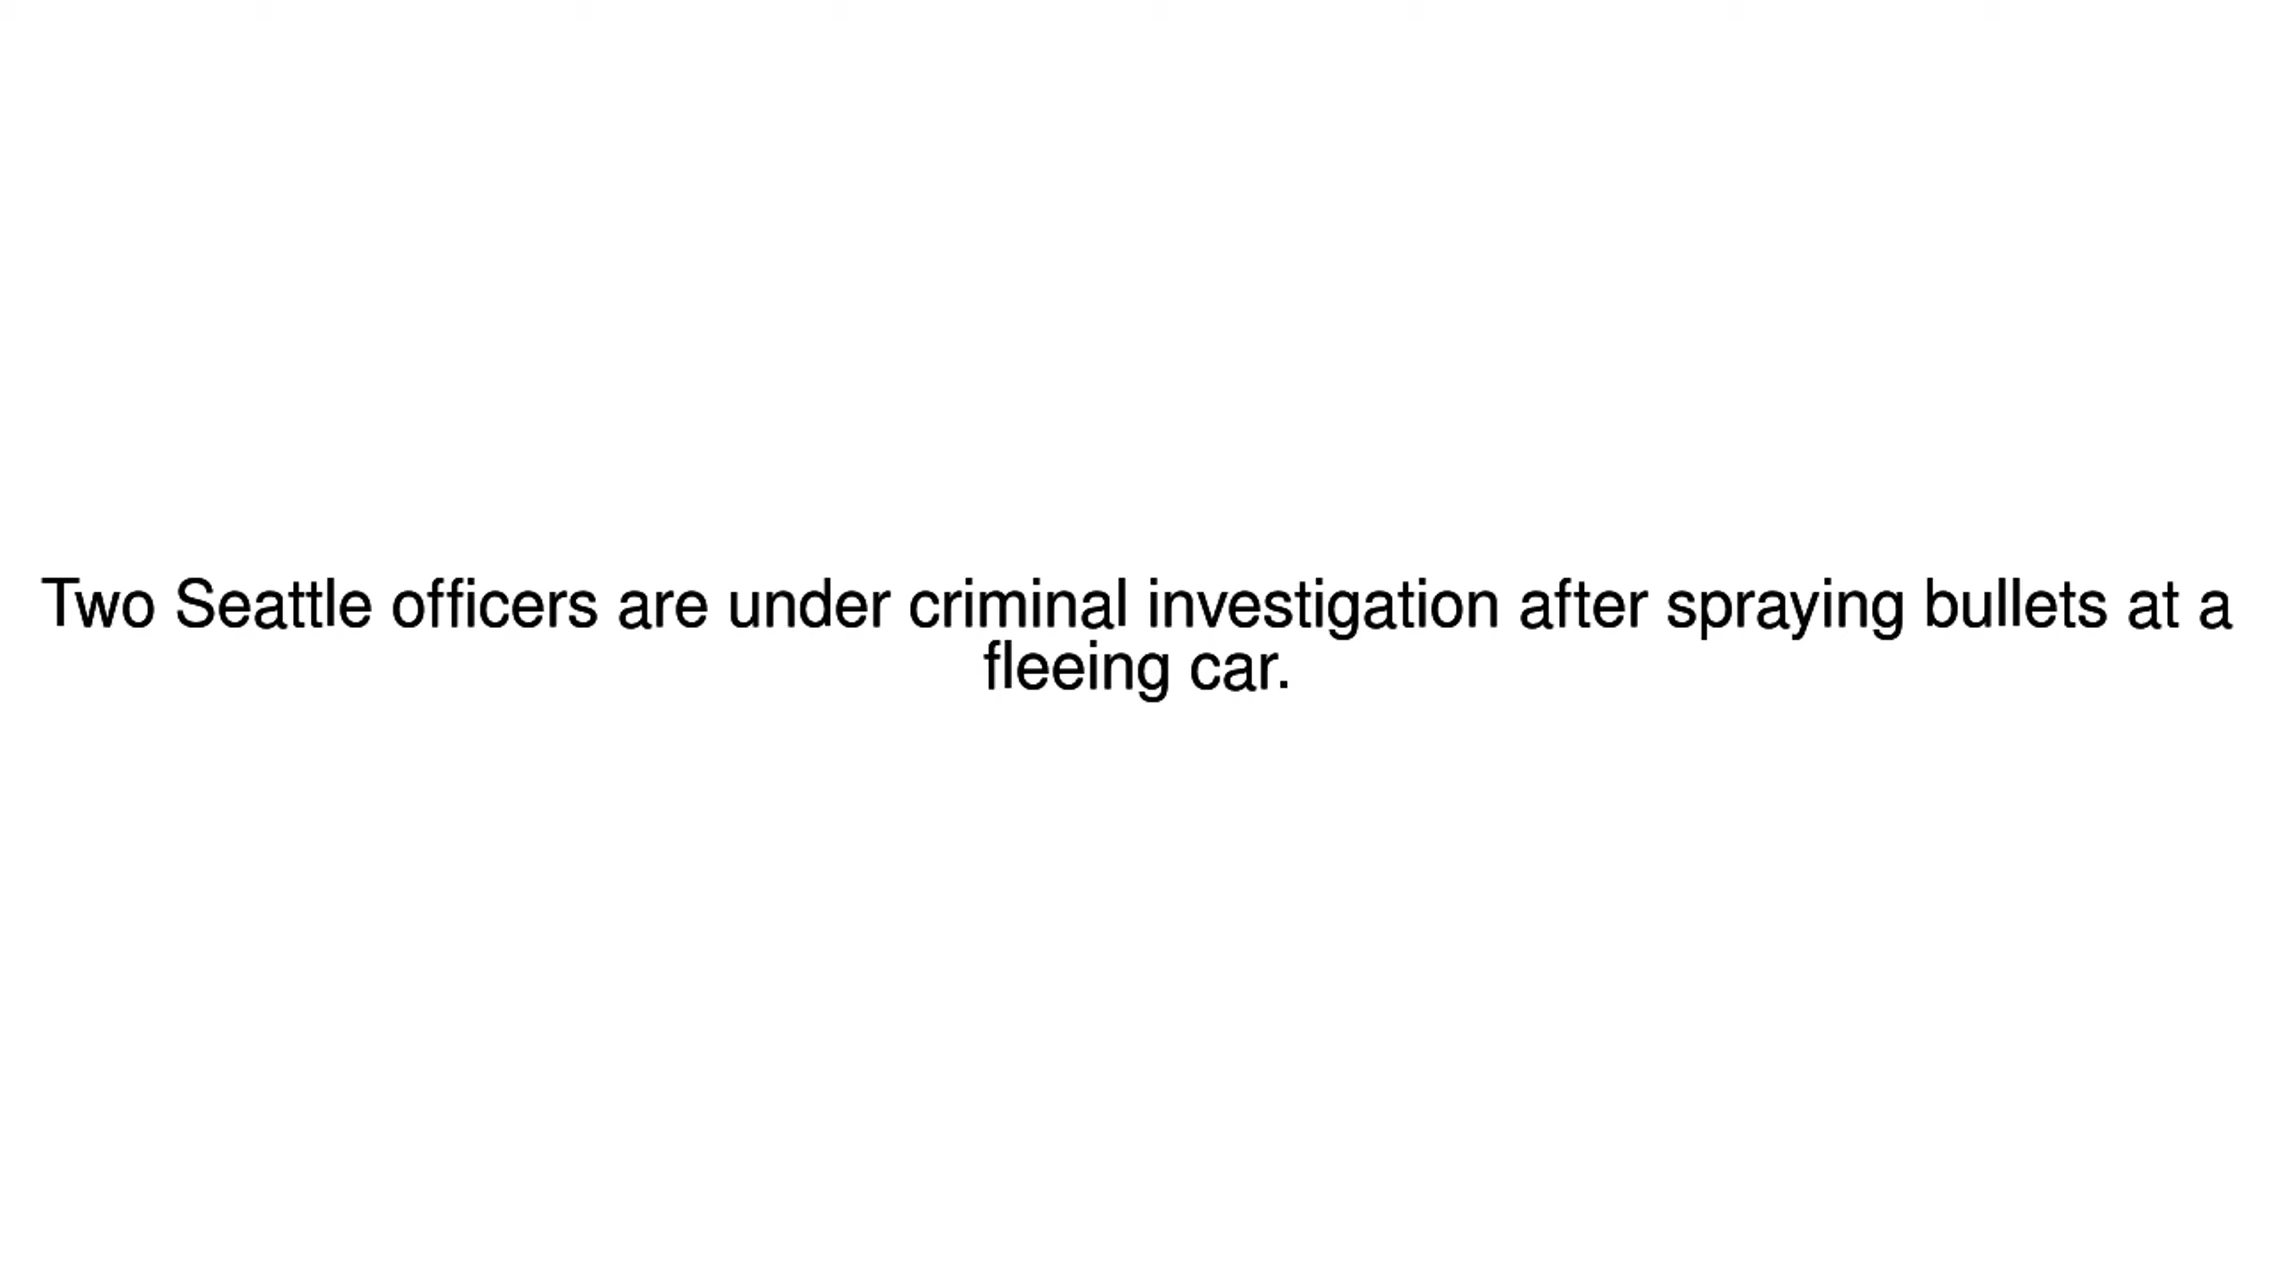 Two Seattle officers are under criminal investigation after spraying bullets at a
fleeing car.